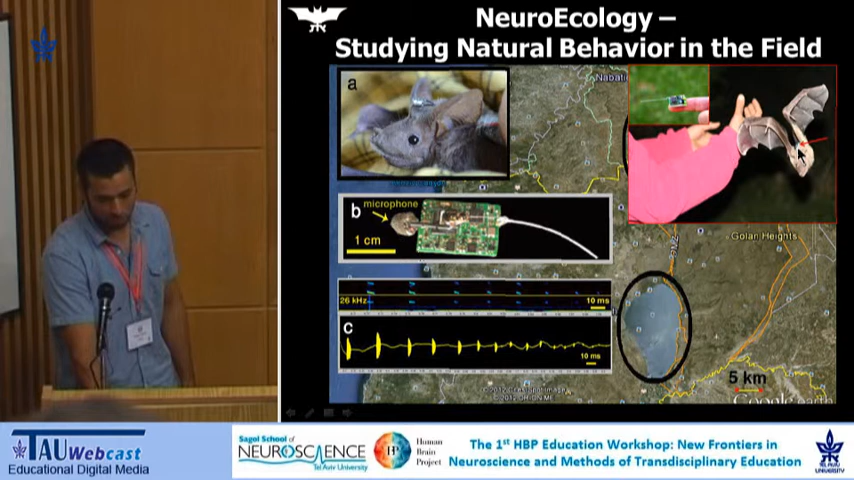 NeuroEcology –
Studying Natural Behavior in the Field
a
b
microphone
1 cm
26 kHz
10 ms
c
10 ms
Golan Heights
5 km
Google earth
TAU Webcast
Educational Digital Media
Sagol School of
NEUROSCIENCE
Tel Aviv University
HBP
Human
Brain
Project
The 1st HBP Education Workshop: New Frontiers in
Neuroscience and Methods of Transdisciplinary Education